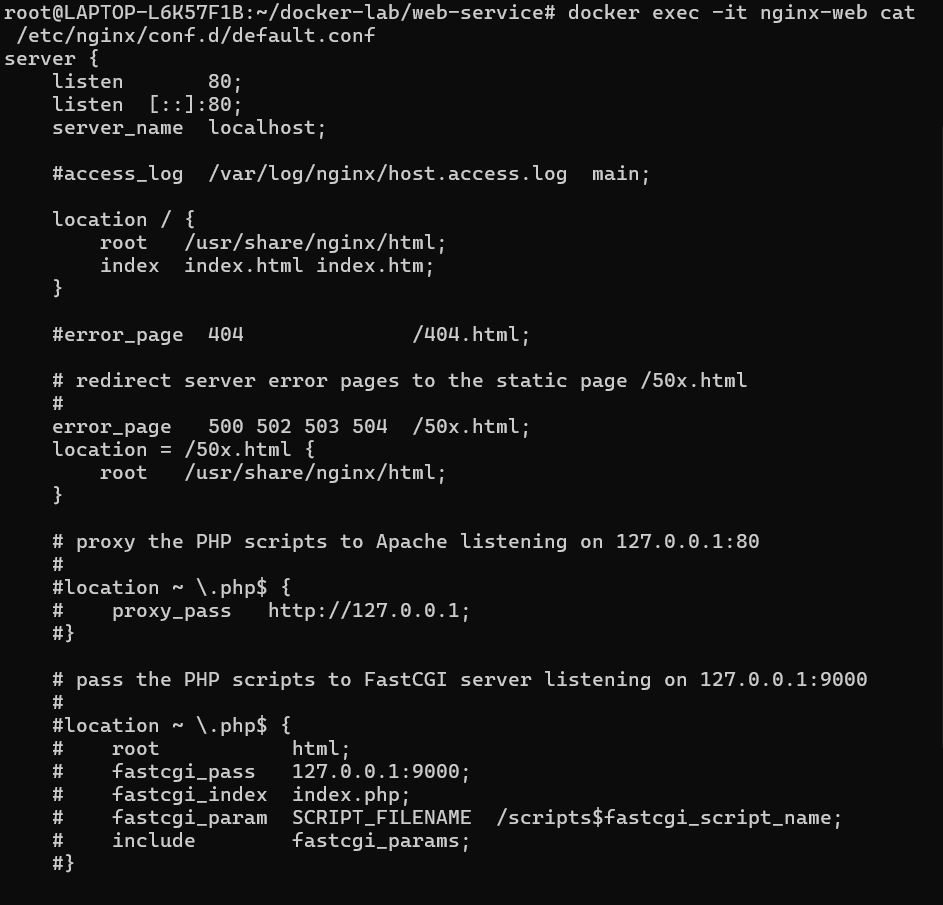 root@LAPTOP-L6K57F1B:~/docker-lab/web-service# docker exec -it nginx-web cat
 /etc/nginx/conf.d/default.conf
server {
    listen       80;
    listen  [::]:80;
    server_name  localhost;

    #access_log  /var/log/nginx/host.access.log  main;

    location / {
        root   /usr/share/nginx/html;
        index  index.html index.htm;
    }

    #error_page  404              /404.html;

    # redirect server error pages to the static page /50x.html
    #
    error_page   500 502 503 504  /50x.html;
    location = /50x.html {
        root   /usr/share/nginx/html;
    }

    # proxy the PHP scripts to Apache listening on 127.0.0.1:80
    #
    #location ~ \.php$ {
    #    proxy_pass   http://127.0.0.1;
    #}

    # pass the PHP scripts to FastCGI server listening on 127.0.0.1:9000
    #
    #location ~ \.php$ {
    #    root           html;
    #    fastcgi_pass   127.0.0.1:9000;
    #    fastcgi_index  index.php;
    #    fastcgi_param  SCRIPT_FILENAME  /scripts$fastcgi_script_name;
    #    include        fastcgi_params;
    #}